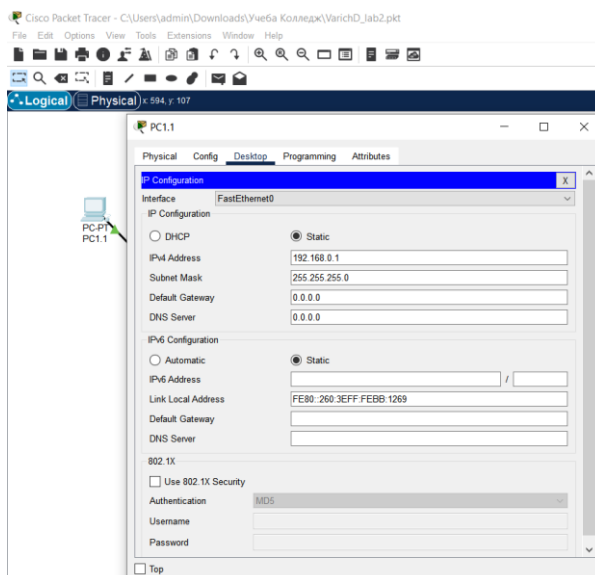 Cisco Packet Tracer - C:\Users\admin\Downloads\Учеба Колледж\VarichD_lab2.pkt
File Edit Options View Tools Extensions Window Help
Logical Physical x: 594, y: 107
PC1.1
Physical Config Desktop Programming Attributes
IP Configuration X
Interface FastEthernet0
IP Configuration
DHCP Static
IPv4 Address 192.168.0.1
Subnet Mask 255.255.255.0
Default Gateway 0.0.0.0
DNS Server 0.0.0.0
IPv6 Configuration
Automatic Static
IPv6 Address /
Link Local Address FE80::260:3EFF:FEBB:1269
Default Gateway
DNS Server
802.1X
Use 802.1X Security
Authentication MD5
Username
Password
Top
PC-PT
PC1.1